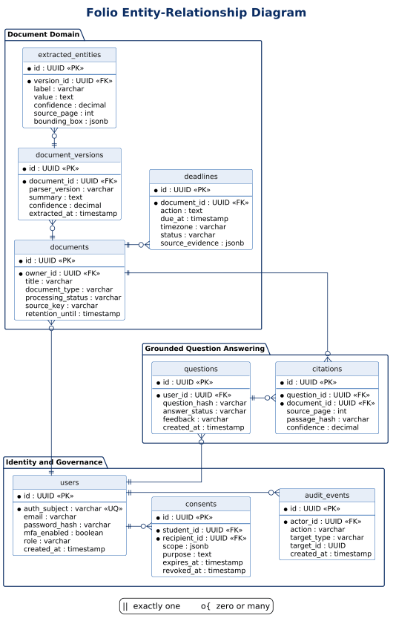 Folio Entity-Relationship Diagram
Document Domain
extracted_entities
● id : UUID «PK»
● version_id : UUID «FK»
label : varchar
value : text
confidence : decimal
source_page : int
bounding_box : jsonb
document_versions
● id : UUID «PK»
● document_id : UUID «FK»
parser_version : varchar
summary : text
confidence : decimal
extracted_at : timestamp
deadlines
● id : UUID «PK»
● document_id : UUID «FK»
action : text
due_at : timestamp
timezone : varchar
status : varchar
source_evidence : jsonb
documents
● id : UUID «PK»
● owner_id : UUID «FK»
title : varchar
document_type : varchar
processing_status : varchar
source_key : varchar
retention_until : timestamp
Grounded Question Answering
questions
● id : UUID «PK»
● user_id : UUID «FK»
question_hash : varchar
answer_status : varchar
feedback : varchar
created_at : timestamp
citations
● id : UUID «PK»
● question_id : UUID «FK»
● document_id : UUID «FK»
source_page : int
passage_hash : varchar
confidence : decimal
Identity and Governance
users
● id : UUID «PK»
● auth_subject : varchar «UQ»
email : varchar
password_hash : varchar
mfa_enabled : boolean
role : varchar
created_at : timestamp
consents
● id : UUID «PK»
● student_id : UUID «FK»
● recipient_id : UUID «FK»
scope : jsonb
purpose : text
expires_at : timestamp
revoked_at : timestamp
audit_events
● id : UUID «PK»
● actor_id : UUID «FK»
action : varchar
target_type : varchar
target_id : UUID
created_at : timestamp
|| exactly one o{ zero or many